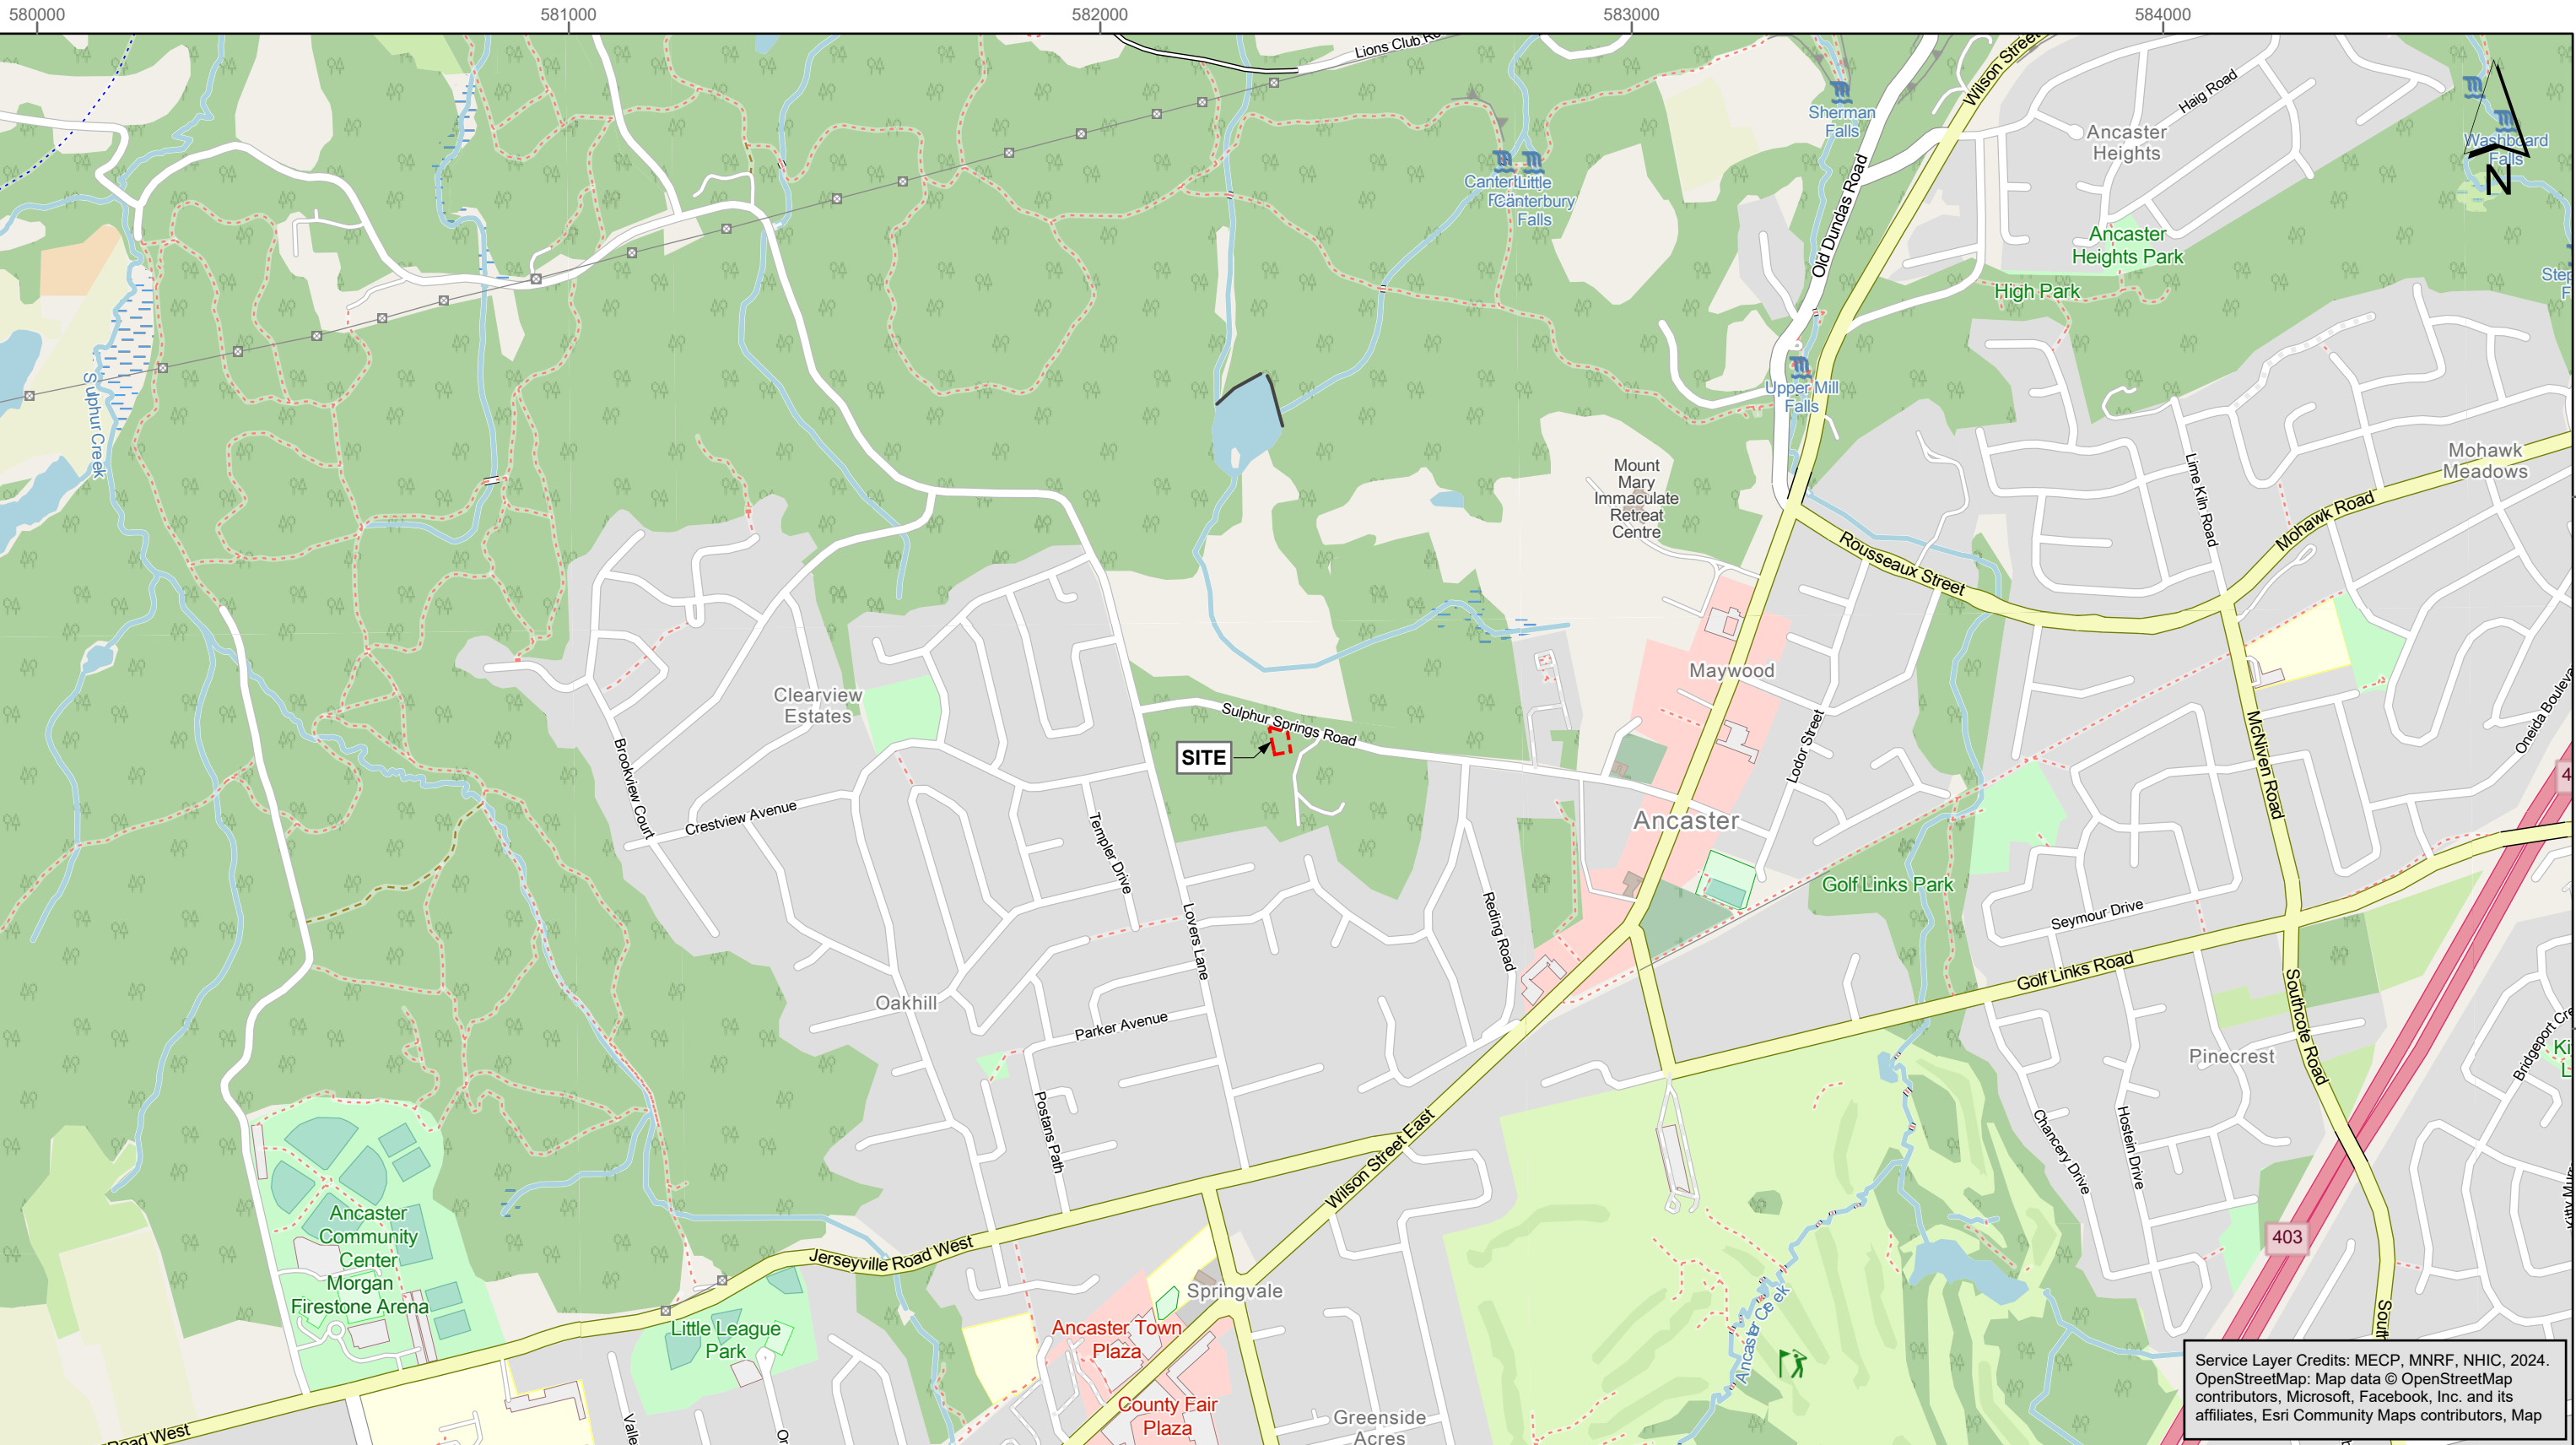 580000
581000
582000
583000
584000
Lions Club
Wilson Street
Haig Road
Sherman
Falls
Ancaster
Heights
Washboard
Falls
N
Little
Canterbury
Falls
Old Dundas Road
Ancaster
Heights Park
High Park
Sulphur Creek
Upper Mill
Falls
Mohawk
Meadows
Lime Kiln Road
Mohawk Road
Mount
Mary
Immaculate
Retreat
Centre
Rousseaux Street
Maywood
Clearview
Estates
Sulphur Springs Road
SITE
Lodor Street
McNiven Road
Oneida
Brookview Court
Crestview Avenue
Templer Drive
Ancaster
Golf Links Park
Lovers Lane
Reding Road
Seymour Drive
Golf Links Road
Oakhill
Parker Avenue
Southcote Road
Pinecrest
Bridgeport
Postans Path
Wilson Street East
Chancery Drive
Hostein Drive
Ancaster
Community
Center
Morgan
Firestone Arena
Jerseyville Road West
403
Springvale
Little League
Park
Ancaster Town
Plaza
County Fair
Plaza
Greenside
Acres
Road West
South
Service Layer Credits: MECP, MNRF, NHIC, 2024.
OpenStreetMap: Map data © OpenStreetMap
contributors, Microsoft, Facebook, Inc. and its
affiliates, Esri Community Maps contributors, Map